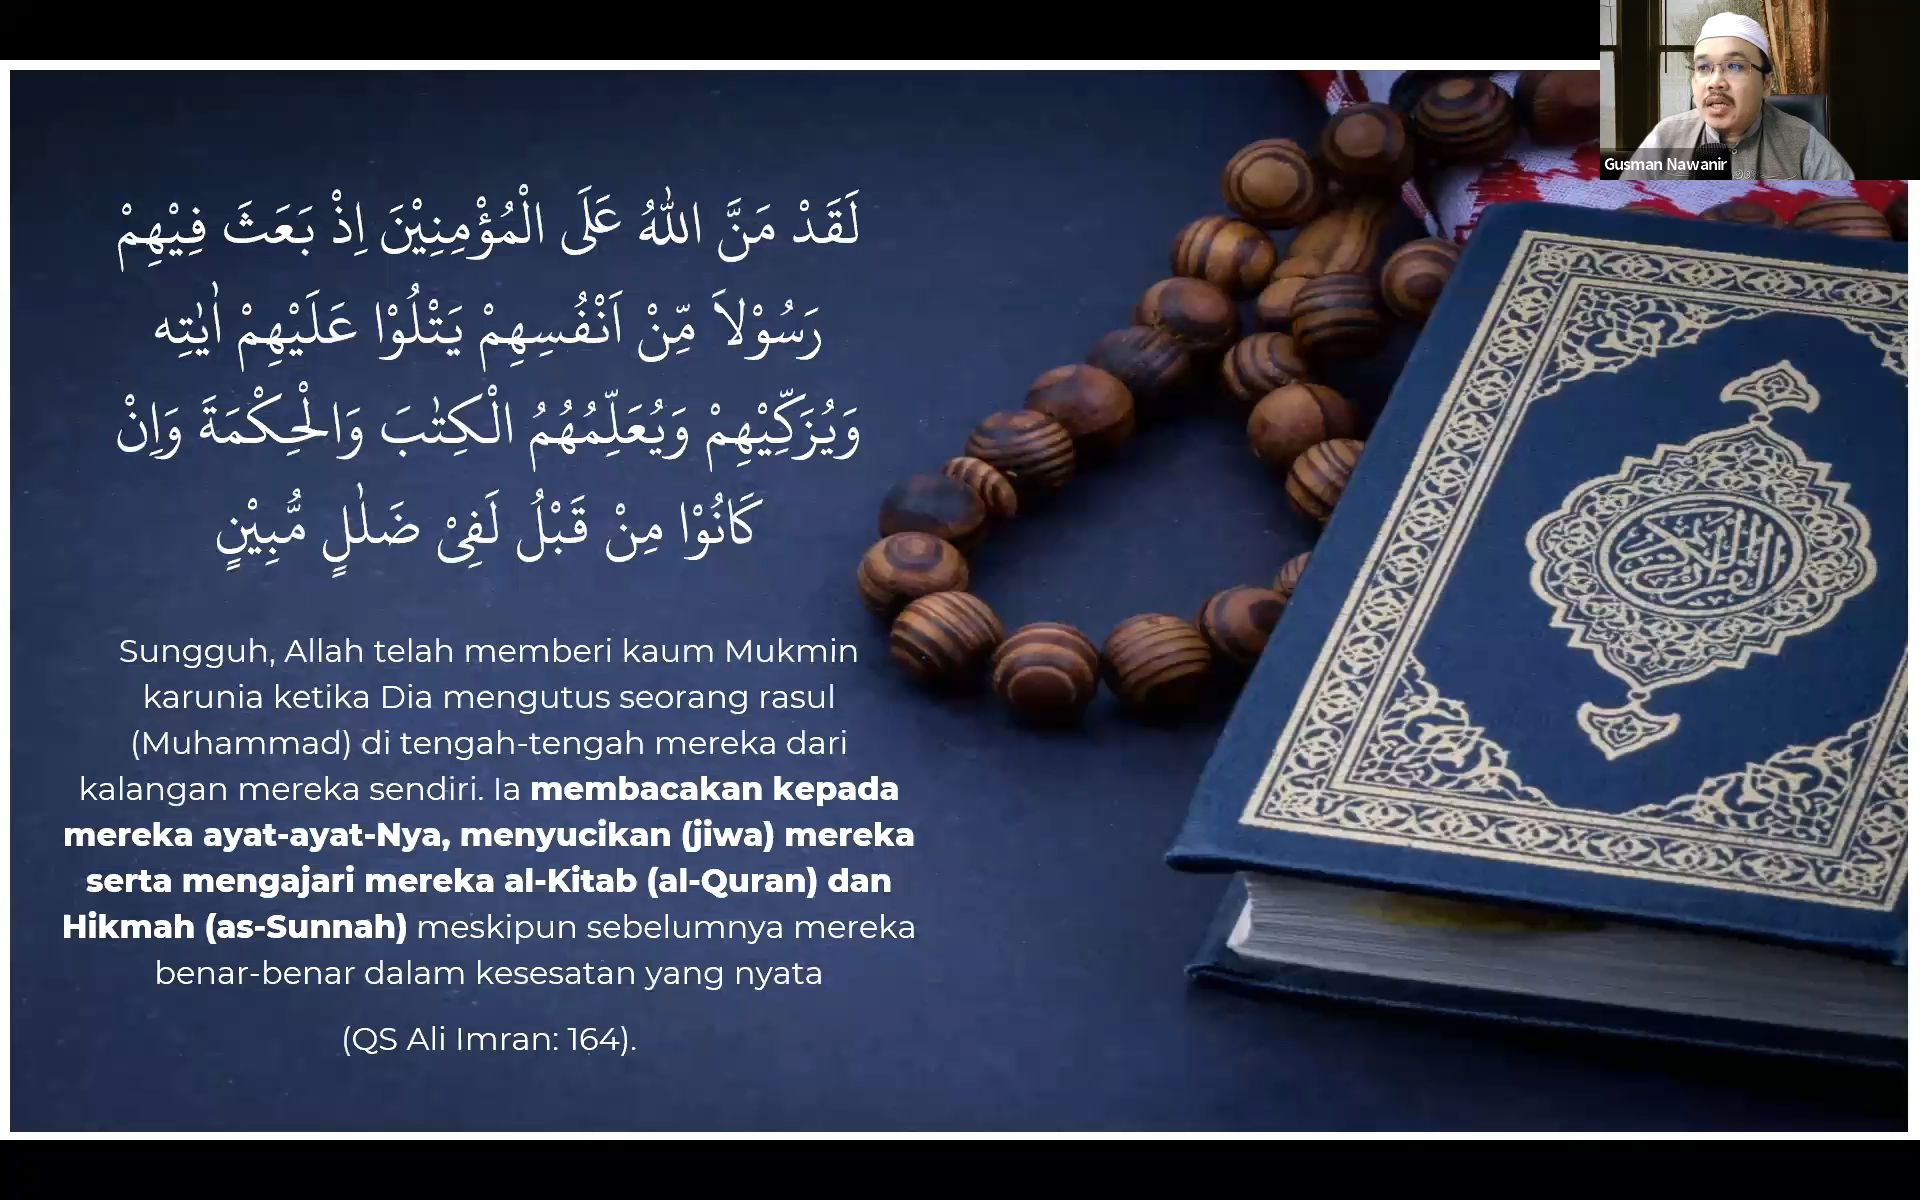 Gusman Nawanir
لَقَدْ مَنَّ اللهُ عَلَى الْمُؤْمِنِيْنَ اِذْ بَعَثَ فِيْهِمْ
رَسُوْلاَ مِّنْ اَنْفُسِهِمْ يَتْلُوْا عَلَيْهِمْ اٰيٰتِه
وَيُزَكِّيْهِمْ وَيُعَلِّمُهُمُ الْكِتٰبَ وَالْحِكْمَةَ وَاِنْ
كَانُوْا مِنْ قَبْلُ لَفِىْ ضَلٰلٍ مُّبِيْنٍ
Sungguh, Allah telah memberi kaum Mukmin
karunia ketika Dia mengutus seorang rasul
(Muhammad) di tengah-tengah mereka dari
kalangan mereka sendiri. Ia membacakan kepada
mereka ayat-ayat-Nya, menyucikan (jiwa) mereka
serta mengajari mereka al-Kitab (al-Quran) dan
Hikmah (as-Sunnah) meskipun sebelumnya mereka
benar-benar dalam kesesatan yang nyata
(QS Ali Imran: 164).
القرآن الكريم